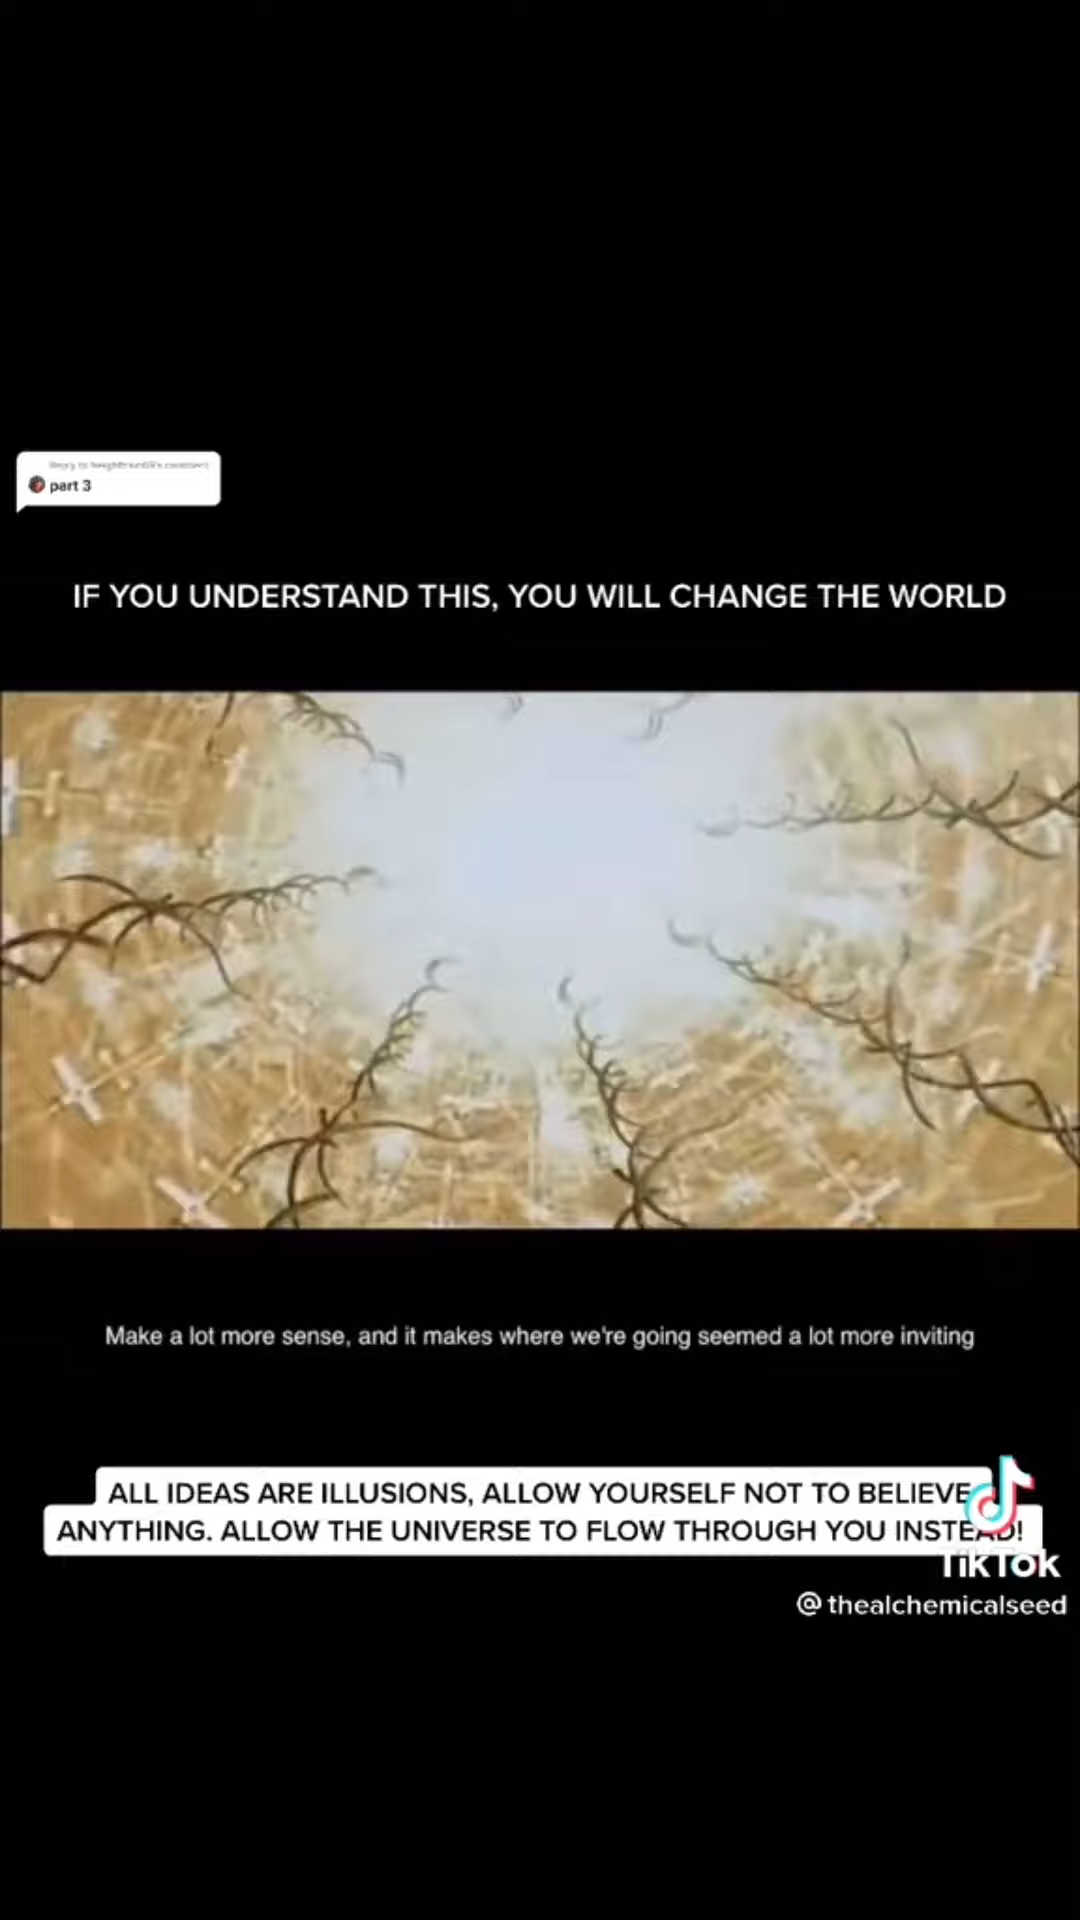 Reply to
part 3
IF YOU UNDERSTAND THIS, YOU WILL CHANGE THE WORLD
Make a lot more sense, and it makes where we're going seemed a lot more inviting
ALL IDEAS ARE ILLUSIONS, ALLOW YOURSELF NOT TO BELIEVE
ANYTHING. ALLOW THE UNIVERSE TO FLOW THROUGH YOU INSTEAD!
TikTok
@thealchemicalseed